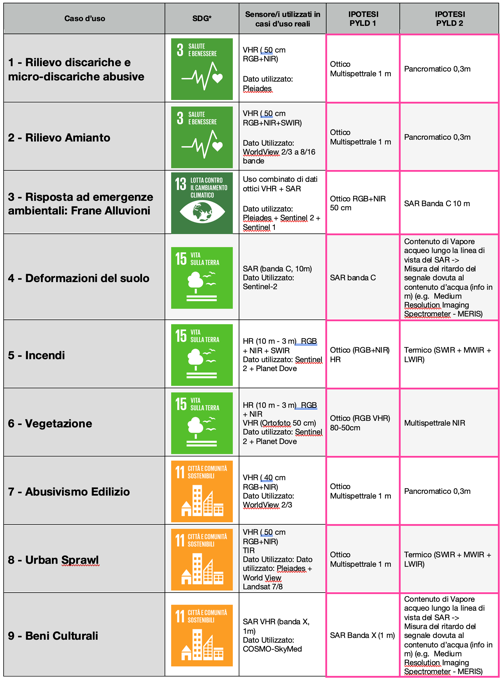 Caso d'uso
SDG*
Sensore/i utilizzati in
casi d'uso reali
IPOTESI
PYLD 1
IPOTESI
PYLD 2
1 - Rilievo discariche e
micro-discariche abusive
3 SALUTE
E BENESSERE
VHR ( 50 cm
RGB+NIR)
Dato utilizzato:
Pleiades
Ottico
Multispettrale 1 m
Pancromatico 0,3m
2 - Rilievo Amianto
3 SALUTE
E BENESSERE
VHR ( 50 cm
RGB+NIR+SWIR)
Dato Utilizzato:
WorldView 2/3 a 8/16
bande
Ottico
Multispettrale 1 m
Pancromatico 0,3m
3 - Risposta ad emergenze
ambientali: Frane Alluvioni
13 LOTTA CONTRO
IL CAMBIAMENTO
CLIMATICO
Uso combinato di dati
ottici VHR + SAR
Dato utilizzato:
Pleiades + Sentinel 2 +
Sentinel 1
Ottico RGB+NIR
50 cm
SAR Banda C 10 m
4 - Deformazioni del suolo
15 VITA
SULLA TERRA
SAR (banda C, 10m)
Dato Utilizzato:
Sentinel-2
SAR banda C
Contenuto di Vapore
acqueo lungo la linea di
vista del SAR ->
Misura del ritardo del
segnale dovuta al
contenuto d'acqua (info in
m) (e.g. Medium
Resolution Imaging
Spectrometer - MERIS)
5 - Incendi
15 VITA
SULLA TERRA
HR (10 m - 3 m) RGB
+ NIR + SWIR
Dato utilizzato: Sentinel
2 + Planet Dove
Ottico (RGB+NIR)
HR
Termico (SWIR + MWIR +
LWIR)
6 - Vegetazione
15 VITA
SULLA TERRA
HR (10 m - 3 m) RGB
+ NIR
VHR (Ortofoto 50 cm)
Dato utilizzato: Sentinel
2 + Planet Dove
Ottico (RGB VHR)
80-50cm
Multispettrale NIR
7 - Abusivismo Edilizio
11 CITTÀ E COMUNITÀ
SOSTENIBILI
VHR ( 40 cm
RGB+NIR)
Dato Utilizzato:
WorldView 2/3
Ottico
Multispettrale 1 m
Pancromatico 0,3m
8 - Urban Sprawl
11 CITTÀ E COMUNITÀ
SOSTENIBILI
VHR ( 50 cm
RGB+NIR)
TIR
Dato Utilizzato: Dato
utilizzato: Pleiades +
World View
Landsat 7/8
Ottico
Multispettrale 1 m
Termico (SWIR + MWIR +
LWIR)
9 - Beni Culturali
11 CITTÀ E COMUNITÀ
SOSTENIBILI
SAR VHR (banda X,
1m)
Dato Utilizzato:
COSMO-SkyMed
SAR Banda X (1 m)
Contenuto di Vapore
acqueo lungo la linea di
vista del SAR ->
Misura del ritardo del
segnale dovuta al
contenuto d'acqua (info in
m) (e.g. Medium
Resolution Imaging
Spectrometer - MERIS)